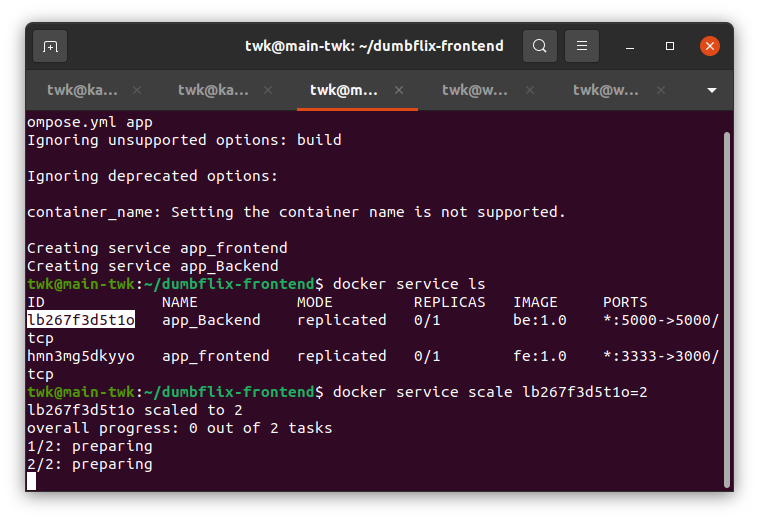 twk@main-twk: ~/dumbflix-frontend
twk@ka... twk@ka... twk@m... twk@w... twk@w...
ompose.yml app
Ignoring unsupported options: build
Ignoring deprecated options:
container_name: Setting the container name is not supported.
Creating service app_frontend
Creating service app_Backend
twk@main-twk:~/dumbflix-frontend$ docker service ls
ID NAME MODE REPLICAS IMAGE PORTS
lb267f3d5t1o app_Backend replicated 0/1 be:1.0 *:5000->5000/
tcp
hmn3mg5dkyyo app_frontend replicated 0/1 fe:1.0 *:3333->3000/
tcp
twk@main-twk:~/dumbflix-frontend$ docker service scale lb267f3d5t1o=2
lb267f3d5t1o scaled to 2
overall progress: 0 out of 2 tasks
1/2: preparing
2/2: preparing